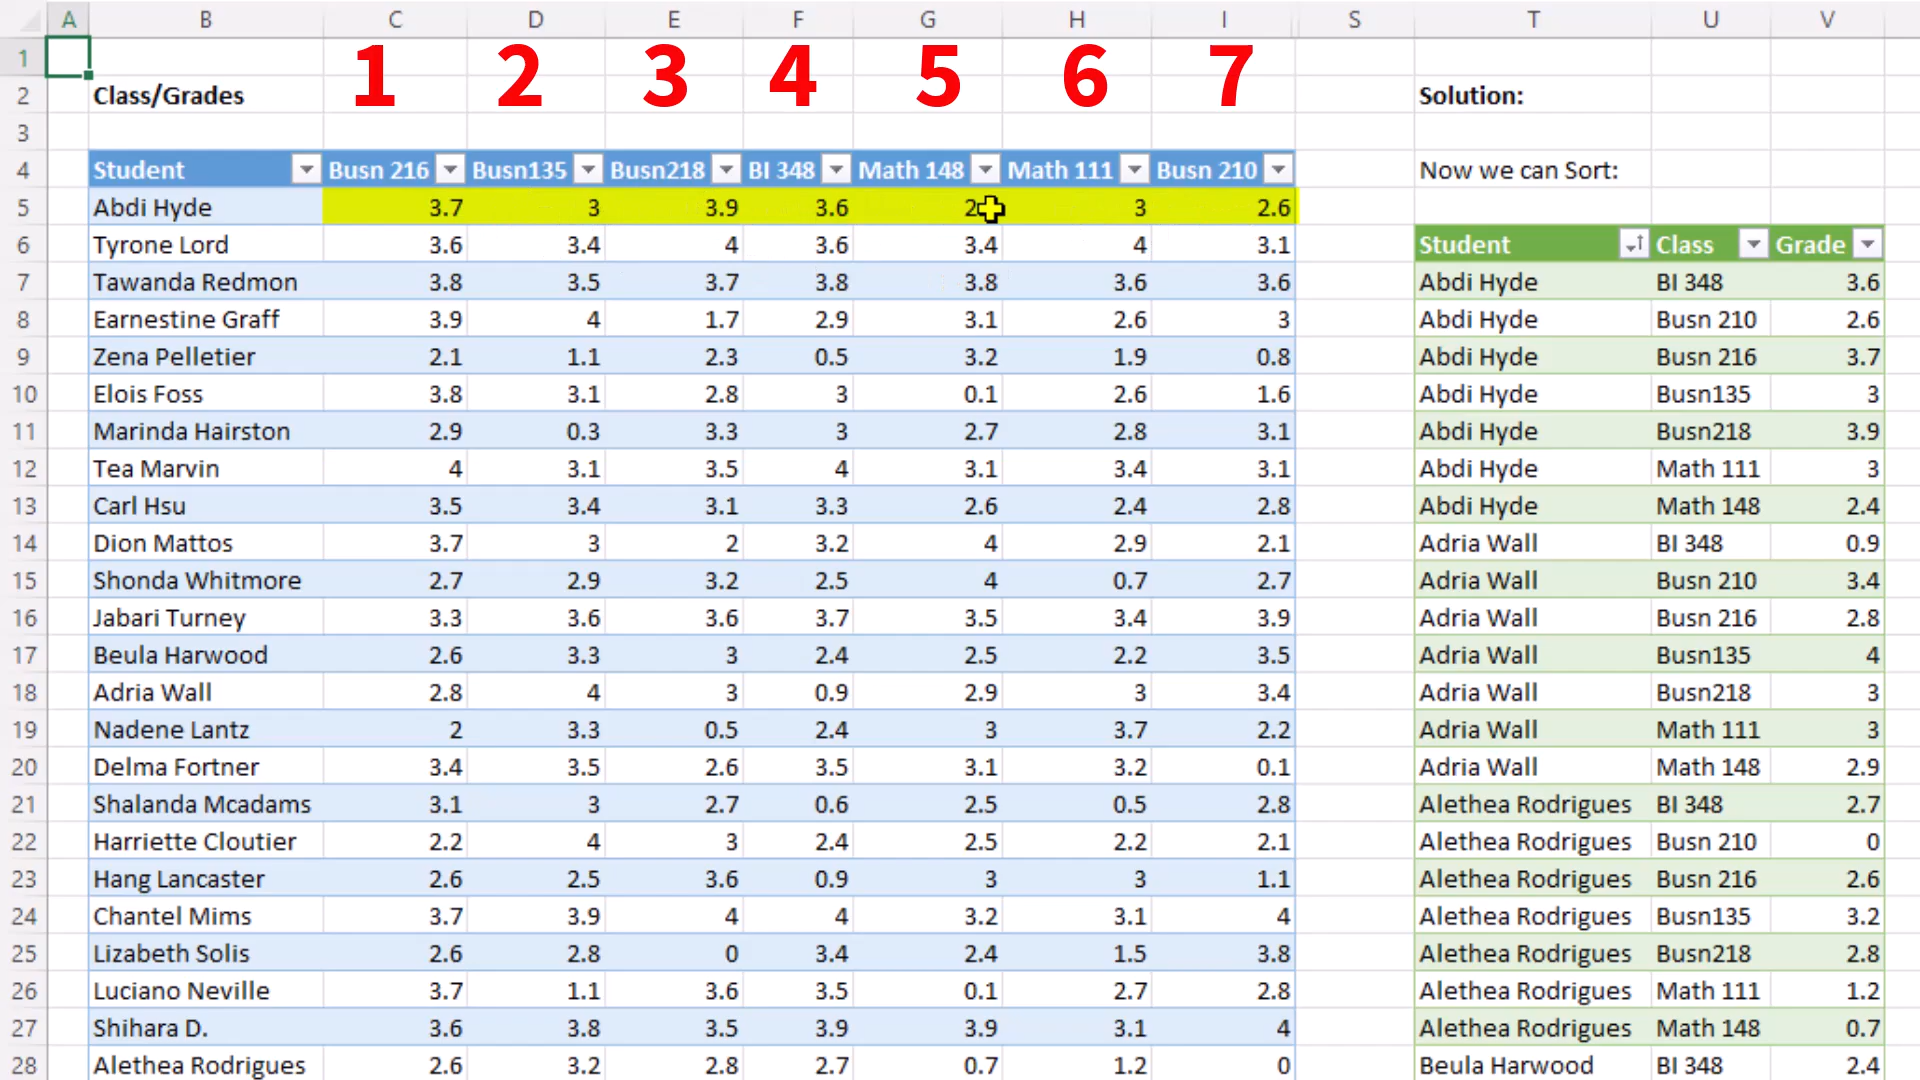 A B C D E F G H I S T U V
1 1 2 3 4 5 6 7
2 Class/Grades Solution:
3
4 Student Busn 216 Busn135 Busn218 BI 348 Math 148 Math 111 Busn 210 Now we can Sort:
5 Abdi Hyde 3.7 3 3.9 3.6 3 2.6
6 Tyrone Lord 3.6 3.4 4 3.6 3.4 4 3.1 Student Class Grade
7 Tawanda Redmon 3.8 3.5 3.7 3.8 3.8 3.6 3.6 Abdi Hyde BI 348 3.6
8 Earnestine Graff 3.9 4 1.7 2.9 3.1 2.6 3 Abdi Hyde Busn 210 2.6
9 Zena Pelletier 2.1 1.1 2.3 0.5 3.2 1.9 0.8 Abdi Hyde Busn 216 3.7
10 Elois Foss 3.8 3.1 2.8 3 0.1 2.6 1.6 Abdi Hyde Busn135 3
11 Marinda Hairston 2.9 0.3 3.3 3 2.7 2.8 3.1 Abdi Hyde Busn218 3.9
12 Tea Marvin 4 3.1 3.5 4 3.1 3.4 3.1 Abdi Hyde Math 111 3
13 Carl Hsu 3.5 3.4 3.1 3.3 2.6 2.4 2.8 Abdi Hyde Math 148 2.4
14 Dion Mattos 3.7 3 2 3.2 4 2.9 2.1 Adria Wall BI 348 0.9
15 Shonda Whitmore 2.7 2.9 3.2 2.5 4 0.7 2.7 Adria Wall Busn 210 3.4
16 Jabari Turney 3.3 3.6 3.6 3.7 3.5 3.4 3.9 Adria Wall Busn 216 2.8
17 Beula Harwood 2.6 3.3 3 2.4 2.5 2.2 3.5 Adria Wall Busn135 4
18 Adria Wall 2.8 4 3 0.9 2.9 3 3.4 Adria Wall Busn218 3
19 Nadene Lantz 2 3.3 0.5 2.4 3 3.7 2.2 Adria Wall Math 111 3
20 Delma Fortner 3.4 3.5 2.6 3.5 3.1 3.2 0.1 Adria Wall Math 148 2.9
21 Shalanda Mcadams 3.1 3 2.7 0.6 2.5 0.5 2.8 Alethea Rodrigues BI 348 2.7
22 Harriette Cloutier 2.2 4 3 2.4 2.5 2.2 2.1 Alethea Rodrigues Busn 210 0
23 Hang Lancaster 2.6 2.5 3.6 0.9 3 3 1.1 Alethea Rodrigues Busn 216 2.6
24 Chantel Mims 3.7 3.9 4 4 3.2 3.1 4 Alethea Rodrigues Busn135 3.2
25 Lizabeth Solis 2.6 2.8 0 3.4 2.4 1.5 3.8 Alethea Rodrigues Busn218 2.8
26 Luciano Neville 3.7 1.1 3.6 3.5 0.1 2.7 2.8 Alethea Rodrigues Math 111 1.2
27 Shihara D. 3.6 3.8 3.5 3.9 3.9 3.1 4 Alethea Rodrigues Math 148 0.7
28 Alethea Rodrigues 2.6 3.2 2.8 2.7 0.7 1.2 0 Beula Harwood BI 348 2.4